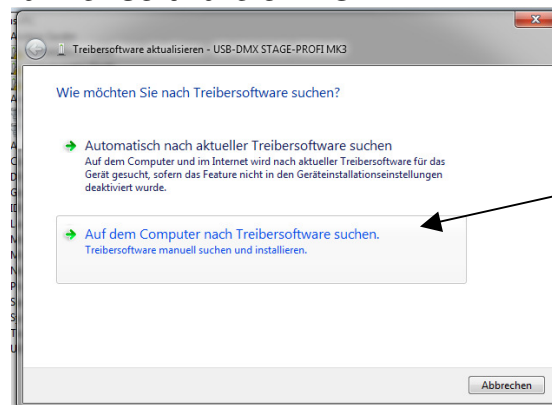 Treibersoftware aktualisieren - USB-DMX STAGE-PROFI MK3
Wie möchten Sie nach Treibersoftware suchen?
Automatisch nach aktueller Treibersoftware suchen
Auf dem Computer und im Internet wird nach aktueller Treibersoftware für das
Gerät gesucht, sofern das Feature nicht in den Geräteinstallationseinstellungen
deaktiviert wurde.
Auf dem Computer nach Treibersoftware suchen.
Treibersoftware manuell suchen und installieren.
Abbrechen